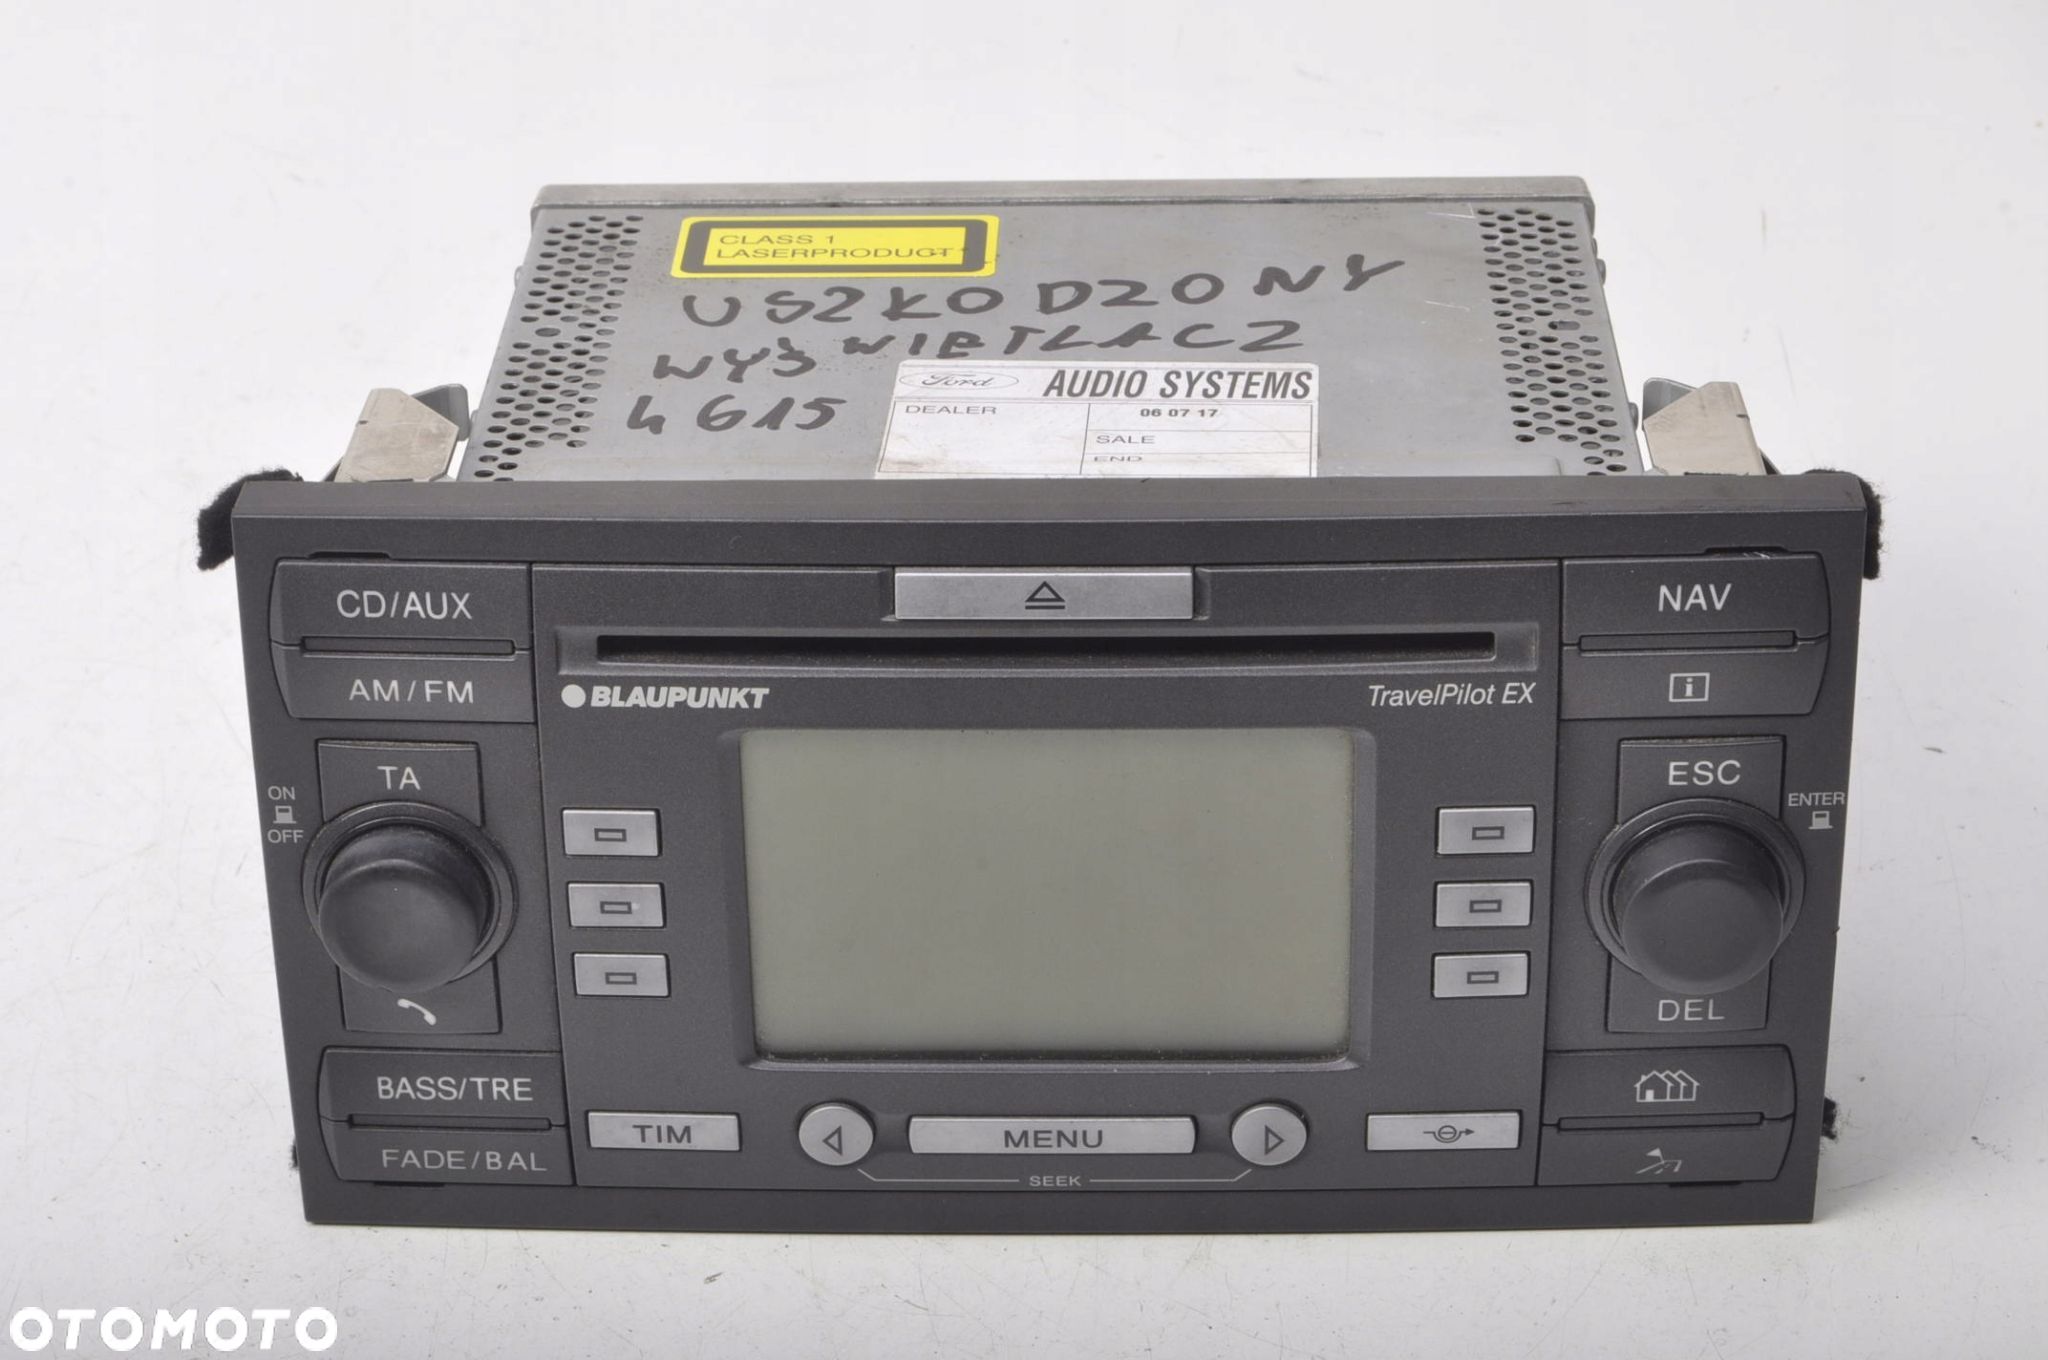 CLASS 1
LASERPRODUCT
USZKODZONY
WYŚWIETLACZ
4615
Ford AUDIO SYSTEMS
DEALER 06 07 17
SALE
END
CD/AUX
NAV
AM/FM
i
BLAUPUNKT
TravelPilot EX
TA
ESC
ON
OFF
ENTER
DEL
BASS/TRE
FADE/BAL
TIM
MENU
SEEK
OTOMOTO